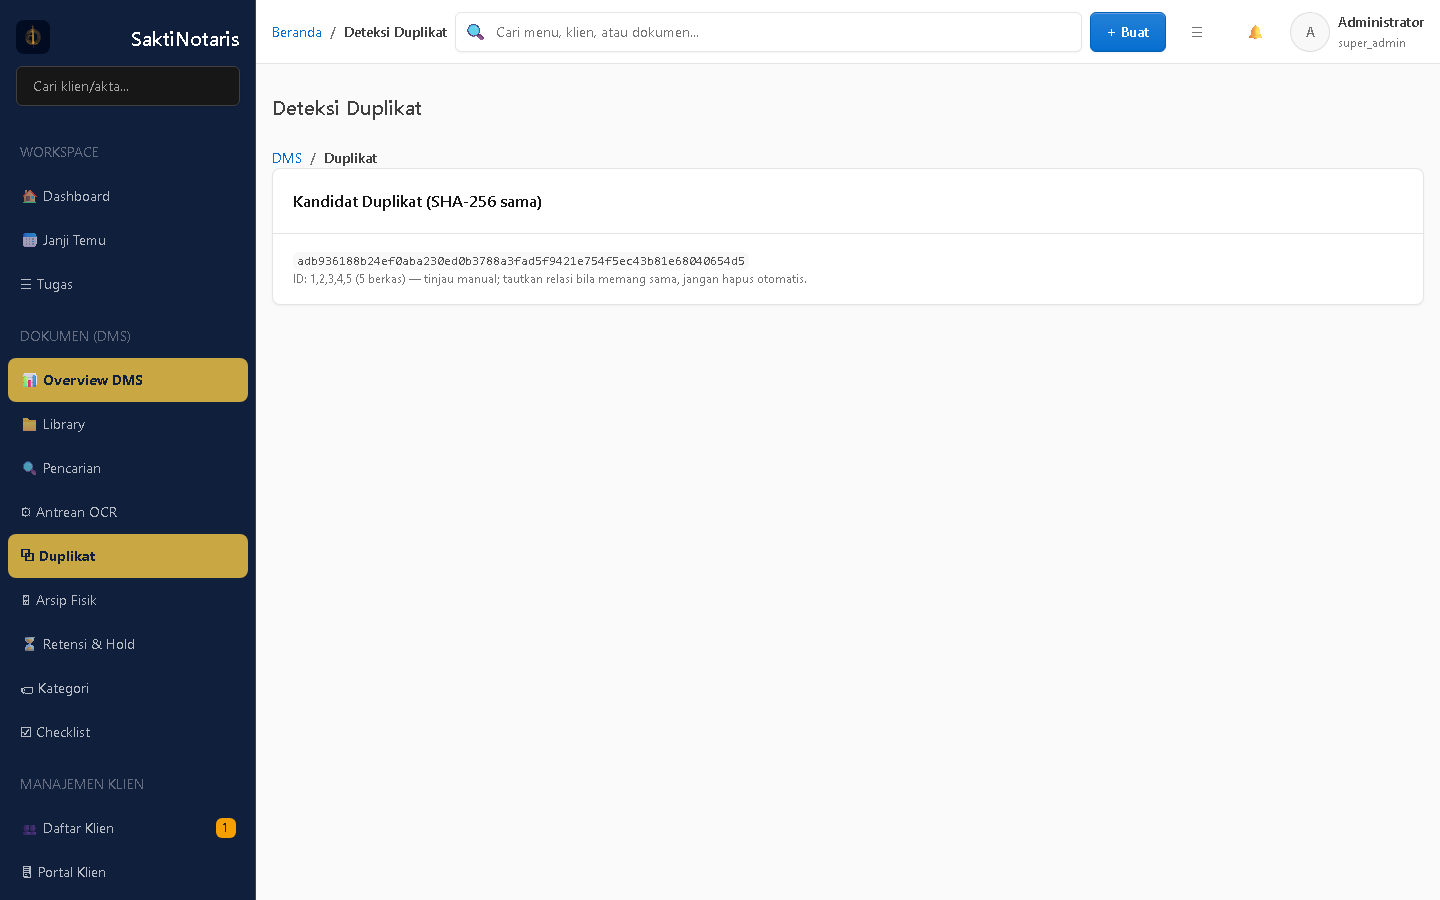 SaktiNotaris
Cari klien/akta...
WORKSPACE
Dashboard
Janji Temu
Tugas
DOKUMEN (DMS)
Overview DMS
Library
Pencarian
Antrean OCR
Duplikat
Arsip Fisik
Retensi & Hold
Kategori
Checklist
MANAJEMEN KLIEN
Daftar Klien 1
Portal Klien
Beranda / Deteksi Duplikat
Cari menu, klien, atau dokumen...
+ Buat
A
Administrator
super_admin
Deteksi Duplikat
DMS / Duplikat
Kandidat Duplikat (SHA-256 sama)
adb936188b24ef0aba230ed0b3788a3fad5f9421e754f5ec43b81e68040654d5
ID: 1,2,3,4,5 (5 berkas) — tinjau manual; tautkan relasi bila memang sama, jangan hapus otomatis.